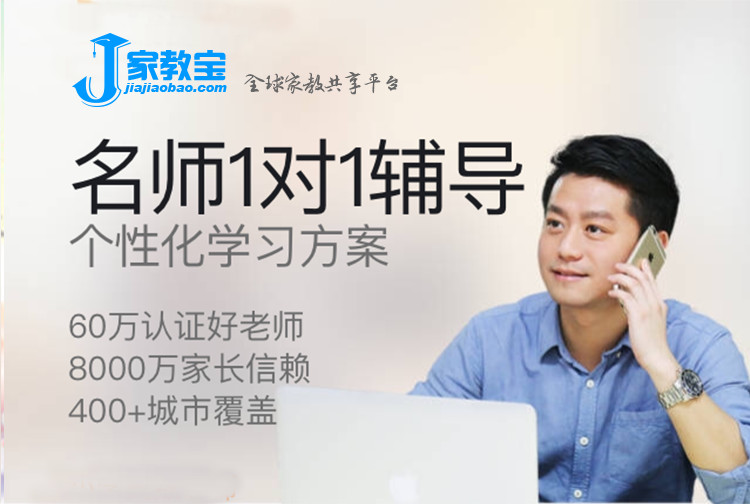 家教宝
jiajiaobao.com
全球家教共享平台
名师1对1辅导
个性化学习方案
60万认证好老师
8000万家长信赖
400+城市覆盖